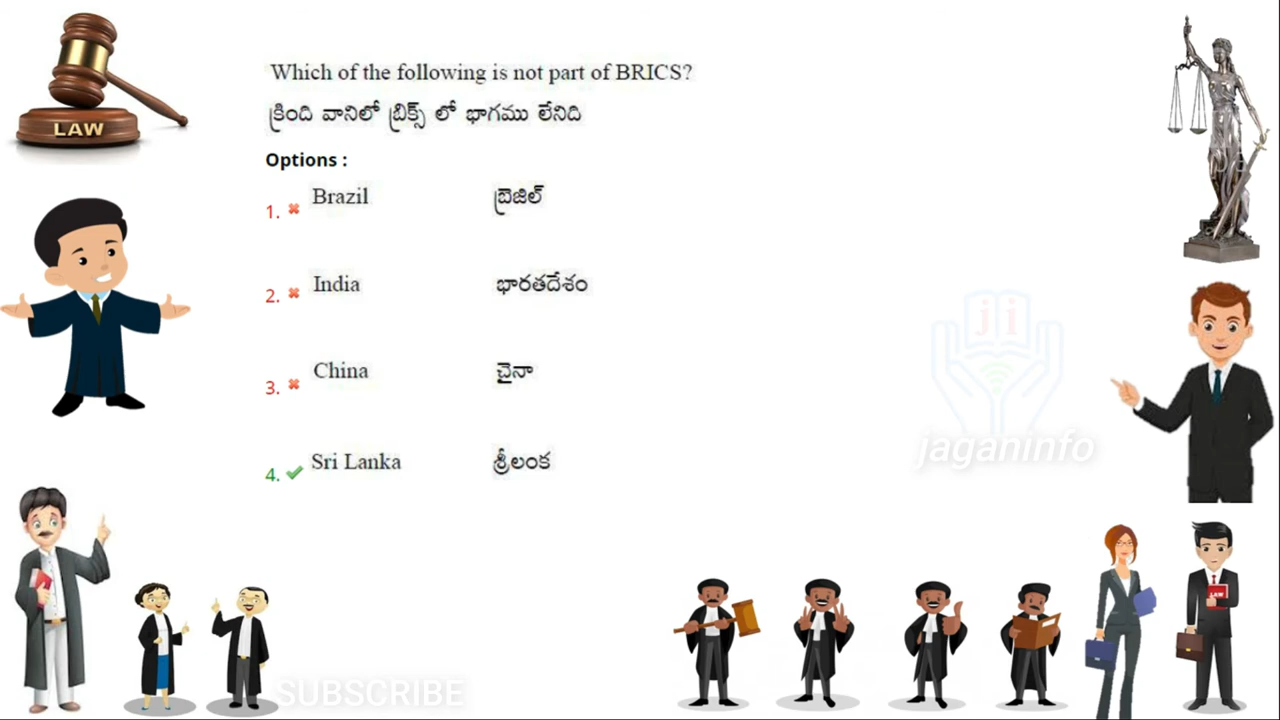 LAW
Which of the following is not part of BRICS?
క్రింది వానిలో బ్రిక్స్ లో భాగము లేనిది
Options :
1. Brazil బ్రెజిల్
2. India భారతదేశం
3. China చైనా
4. Sri Lanka శ్రీలంక
ji
jaganinfo
LAW
SUBSCRIBE